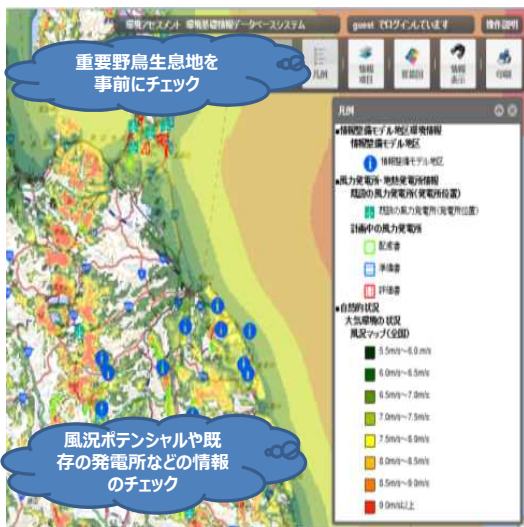 環境アセスメント 環境基礎情報データベースシステム
guest でログインしています
操作説明
重要野鳥生息地を
事前にチェック
凡例
情報
項目
背景図
情報
表示
印刷
凡例
■情報整備モデル地区環境情報
情報整備モデル地区
情報整備モデル地区
■風力発電所・地熱発電所情報
既設の風力発電所(発電所位置)
既設の風力発電所(発電所位置)
計画中の風力発電所
配慮書
準備書
評価書
■自然的状況
大気環境の状況
風況マップ(全国)
5.5m/s～6.0m/s
6.0m/s～6.5m/s
6.5m/s～7.0m/s
7.0m/s～7.5m/s
7.5m/s～8.0m/s
8.0m/s～8.5m/s
8.5m/s～9.0m/s
9.0m/s以上
風況ポテンシャルや既
存の発電所などの情報
のチェック